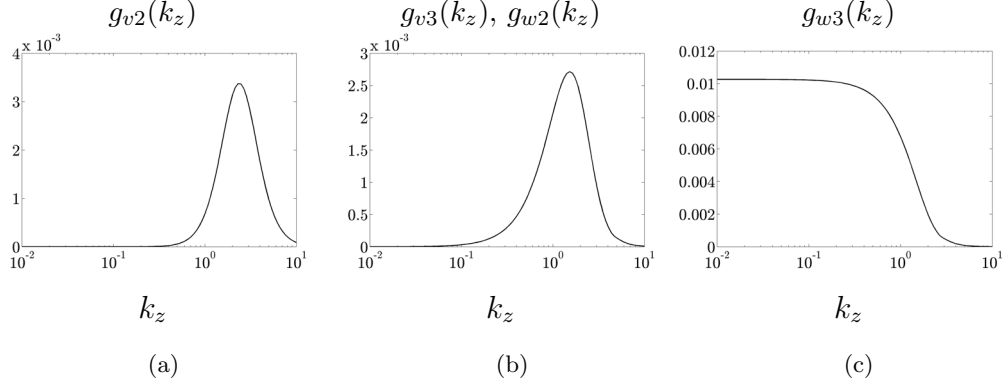 g_{v2}(k_z)
x 10^{-3}
4
3
2
1
0
10^{-2} 10^{-1} 10^0 10^1
k_z
(a)
g_{v3}(k_z), g_{w2}(k_z)
x 10^{-3}
3
2.5
2
1.5
1
0.5
0
10^{-2} 10^{-1} 10^0 10^1
k_z
(b)
g_{w3}(k_z)
0.012
0.01
0.008
0.006
0.004
0.002
0
10^{-2} 10^{-1} 10^0 10^1
k_z
(c)